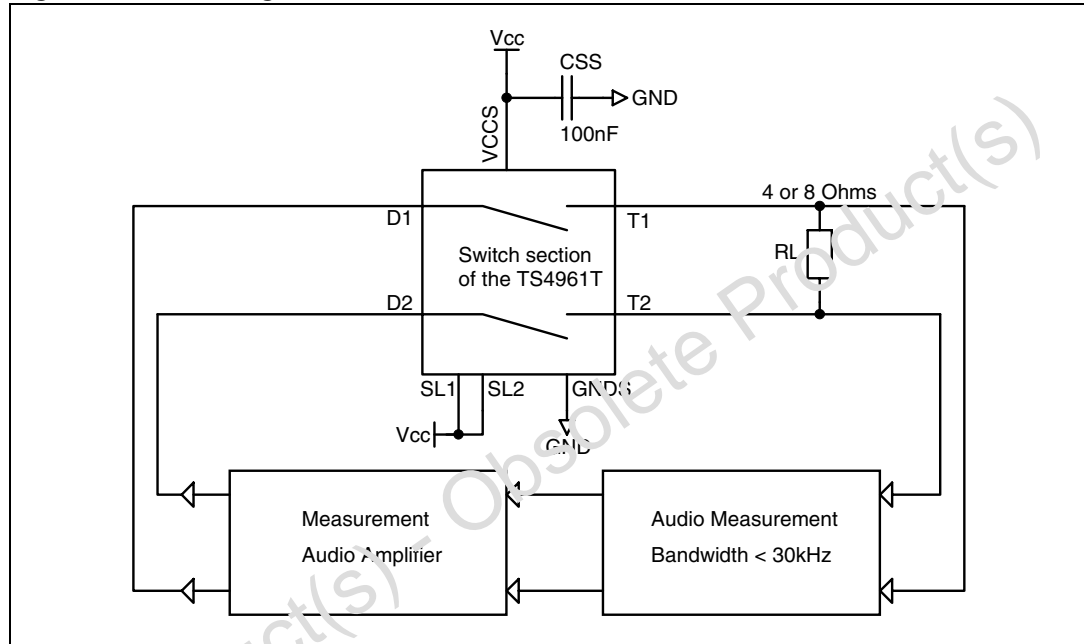 Vcc
CSS
GND
VCCS
100nF
4 or 8 Ohms
D1
T1
Switch section
of the TS4961T
RL
D2
T2
SL1
SL2
GNDS
Vcc
GND
Measurement
Audio Amplifier
Audio Measurement
Bandwidth < 30kHz
uct(s) - Obsolete Product(s)